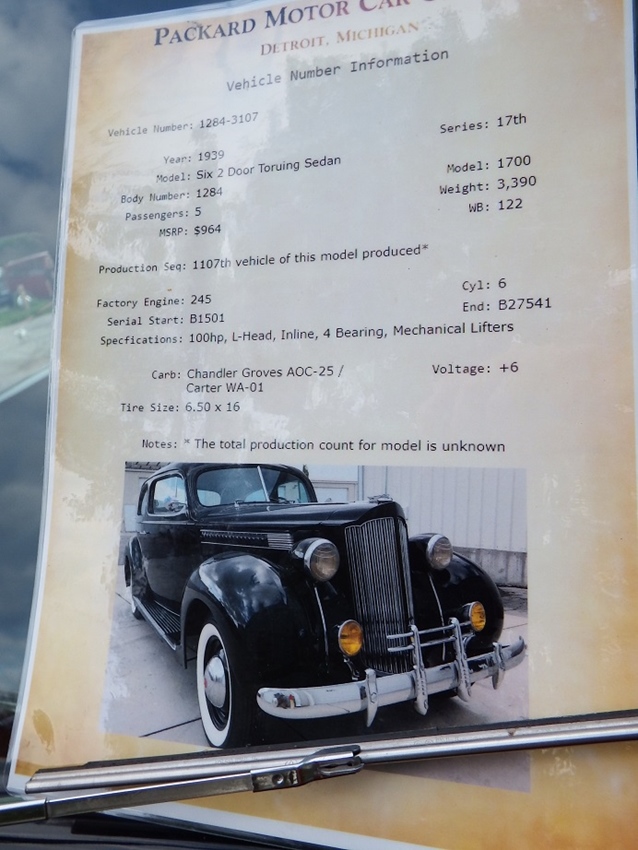 PACKARD MOTOR CAR
DETROIT, MICHIGAN
Vehicle Number Information
Vehicle Number: 1284-3107
Series: 17th
Year: 1939
Model: Six 2 Door Toruing Sedan
Model: 1700
Body Number: 1284
Weight: 3,390
Passengers: 5
WB: 122
MSRP: $964
Production Seq: 1107th vehicle of this model produced*
Factory Engine: 245
Cyl: 6
Serial Start: B1501
End: B27541
Specfications: 100hp, L-Head, Inline, 4 Bearing, Mechanical Lifters
Carb: Chandler Groves AOC-25 /
Carter WA-01
Voltage: +6
Tire Size: 6.50 x 16
Notes: * The total production count for model is unknown